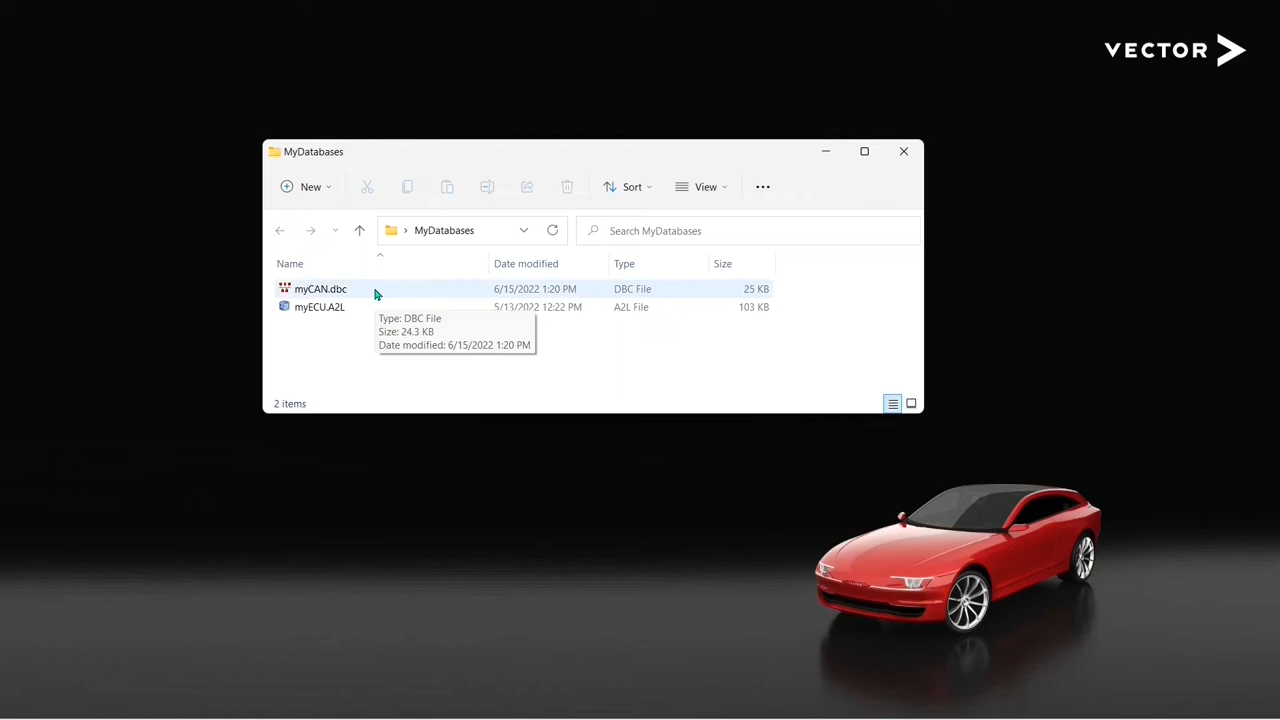 VECTOR
MyDatabases
New Sort View
MyDatabases Search MyDatabases
Name Date modified Type Size
myCAN.dbc 6/15/2022 1:20 PM DBC File 25 KB
myECU.A2L 5/13/2022 12:22 PM A2L File 103 KB
Type: DBC File
Size: 24.3 KB
Date modified: 6/15/2022 1:20 PM
2 items